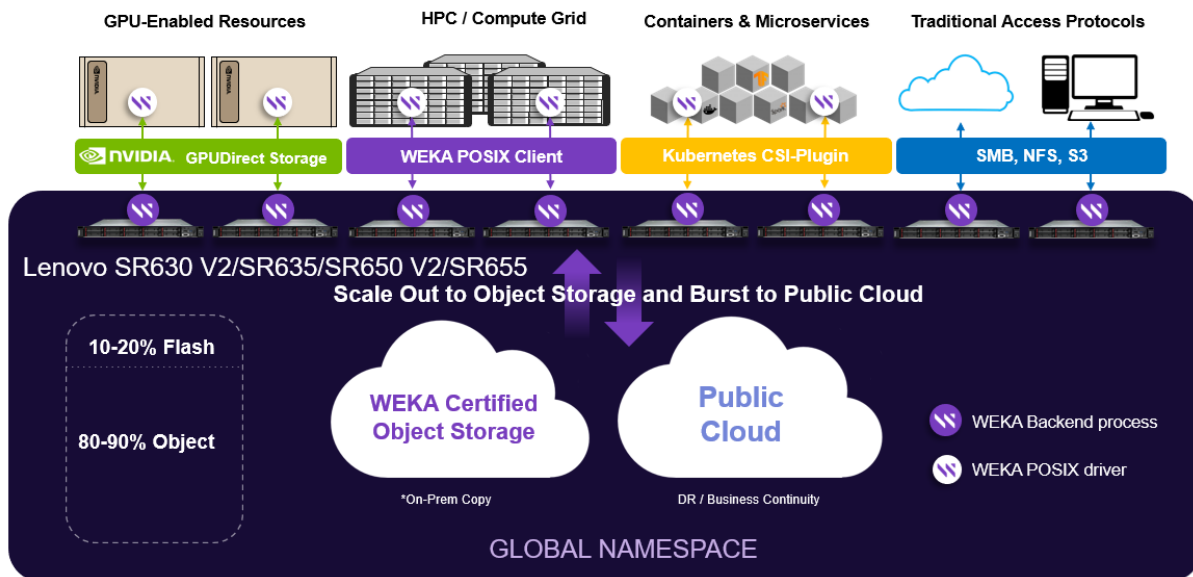 GPU-Enabled Resources
HPC / Compute Grid
Containers & Microservices
Traditional Access Protocols
NVIDIA
NVIDIA
NVIDIA. GPUDirect Storage
WEKA POSIX Client
Kubernetes CSI-Plugin
SMB, NFS, S3
Lenovo SR630 V2/SR635/SR650 V2/SR655
Scale Out to Object Storage and Burst to Public Cloud
10-20% Flash
80-90% Object
WEKA Certified
Object Storage
*On-Prem Copy
Public
Cloud
DR / Business Continuity
WEKA Backend process
WEKA POSIX driver
GLOBAL NAMESPACE